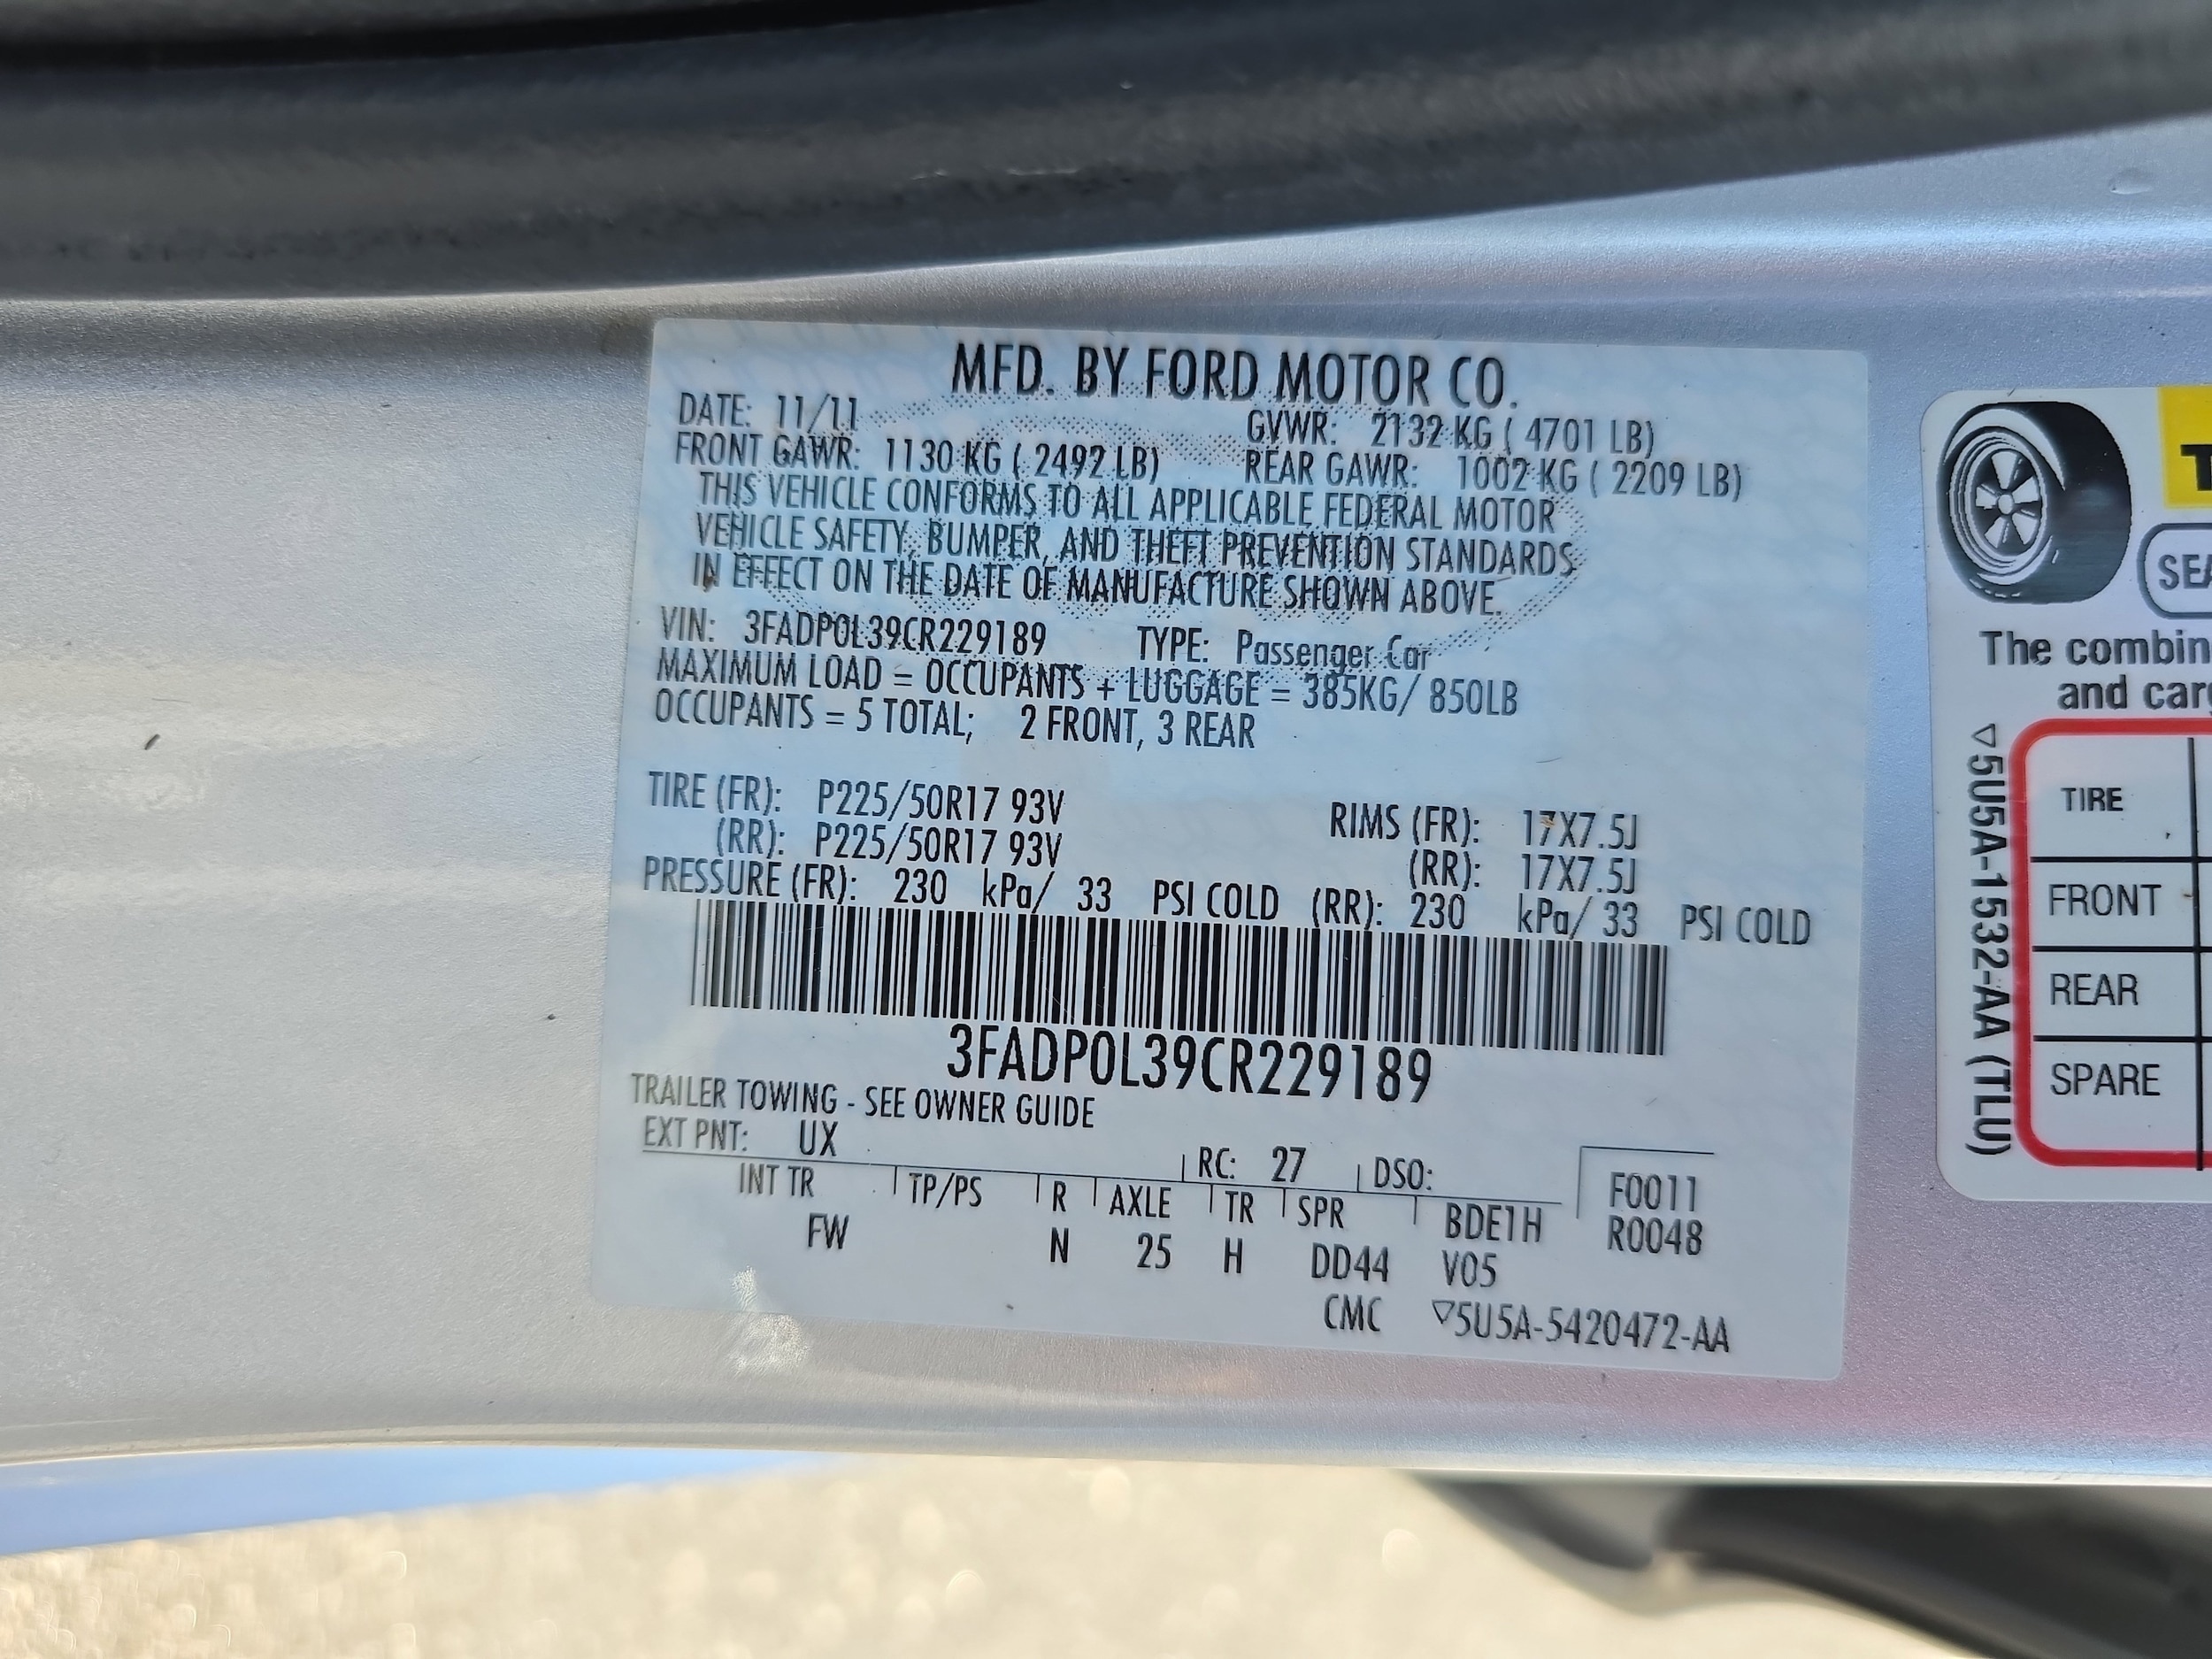 MFD. BY FORD MOTOR CO.
DATE: 11/11 GVWR: 2132 KG ( 4701 LB)
FRONT GAWR: 1130 KG ( 2492 LB) REAR GAWR: 1002 KG ( 2209 LB)
THIS VEHICLE CONFORMS TO ALL APPLICABLE FEDERAL MOTOR
VEHICLE SAFETY, BUMPER, AND THEFT PREVENTION STANDARDS
IN EFFECT ON THE DATE OF MANUFACTURE SHOWN ABOVE.
VIN: 3FADP0L39CR229189 TYPE: Passenger Car
MAXIMUM LOAD = OCCUPANTS + LUGGAGE = 385KG/ 850LB
OCCUPANTS = 5 TOTAL; 2 FRONT, 3 REAR
TIRE (FR): P225/50R17 93V RIMS (FR): 17X7.5J
(RR): P225/50R17 93V (RR): 17X7.5J
PRESSURE (FR): 230 kPa/ 33 PSI COLD (RR): 230 kPa/ 33 PSI COLD
3FADP0L39CR229189
TRAILER TOWING - SEE OWNER GUIDE
EXT PNT: UX RC: 27 DSO: F0011
INT TR TP/PS R AXLE TR SPR BDE1H R0048
FW N 25 H DD44 V05
CMC ▽5U5A-5420472-AA
The combin
and carg
TIRE
FRONT
REAR
SPARE
▽5U5A-1532-AA (TLU)